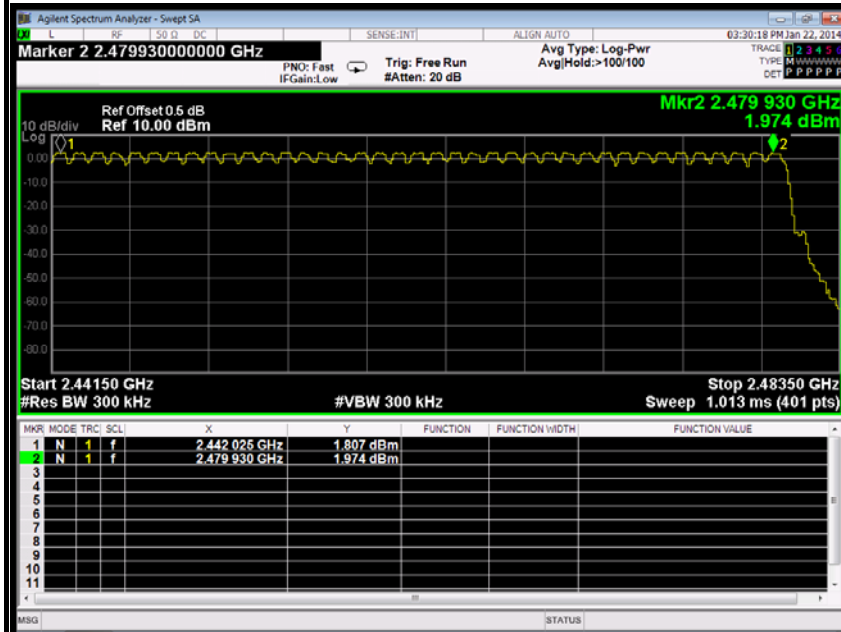 Agilent Spectrum Analyzer - Swept SA
L RF 50 Ω DC SENSE:INT ALIGN AUTO 03:30:18 PM Jan 22, 2014
Marker 2 2.479930000000 GHz
PNO: Fast
IFGain:Low
Trig: Free Run
#Atten: 20 dB
Avg Type: Log-Pwr
Avg|Hold:>100/100
TRACE 1 2 3 4 5 6
TYPE M W W W W W
DET P P P P P P
Mkr2 2.479 930 GHz
1.974 dBm
Ref Offset 0.5 dB
10 dB/div Ref 10.00 dBm
Log
1
2
0.00
-10.0
-20.0
-30.0
-40.0
-50.0
-60.0
-70.0
-80.0
Start 2.44150 GHz Stop 2.48350 GHz
#Res BW 300 kHz #VBW 300 kHz Sweep 1.013 ms (401 pts)
MKR MODE TRC SCL X Y FUNCTION FUNCTION WIDTH FUNCTION VALUE
1 N 1 f 2.442 025 GHz 1.807 dBm
2 N 1 f 2.479 930 GHz 1.974 dBm
3
4
5
6
7
8
9
10
11
MSG STATUS